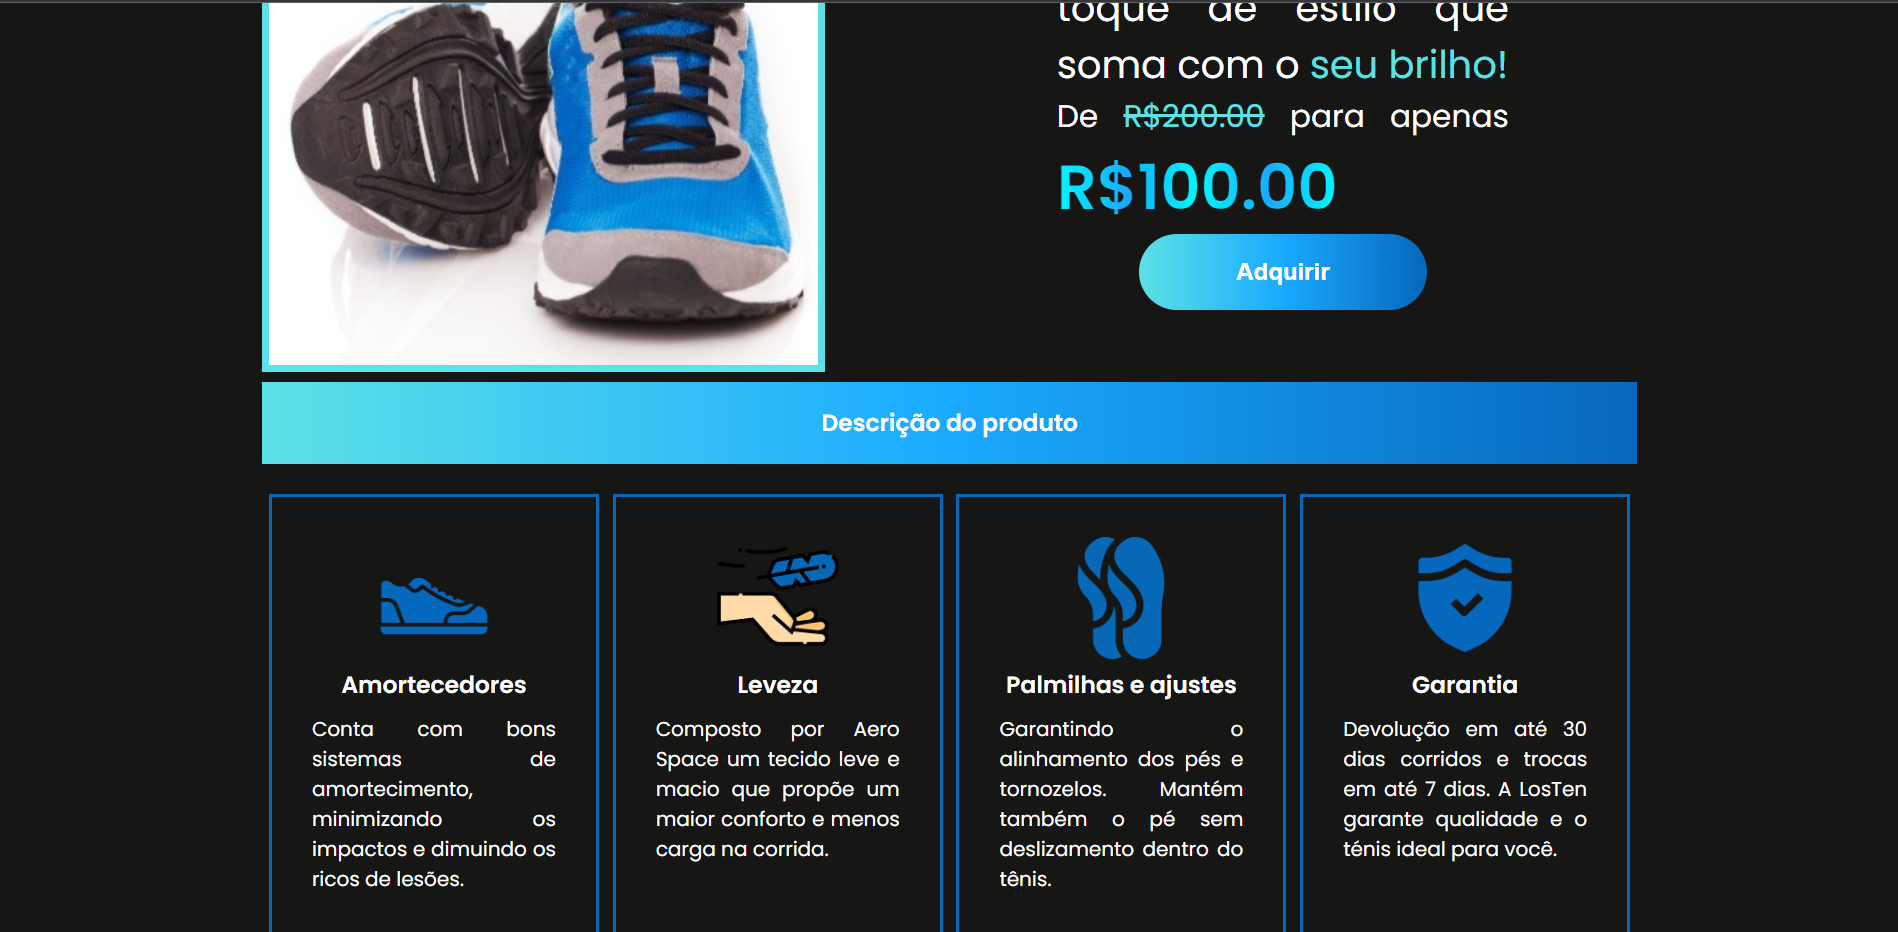 toque de estilo que
soma com o seu brilho!
De R$200.00 para apenas
R$100.00
Adquirir
Descrição do produto
Amortecedores
Conta com bons
sistemas de
amortecimento,
minimizando os
impactos e dimuindo os
ricos de lesões.
Leveza
Composto por Aero
Space um tecido leve e
macio que propõe um
maior conforto e menos
carga na corrida.
Palmilhas e ajustes
Garantindo o
alinhamento dos pés e
tornozelos. Mantém
também o pé sem
deslizamento dentro do
tênis.
Garantia
Devolução em até 30
dias corridos e trocas
em até 7 dias. A LosTen
garante qualidade e o
ténis ideal para você.